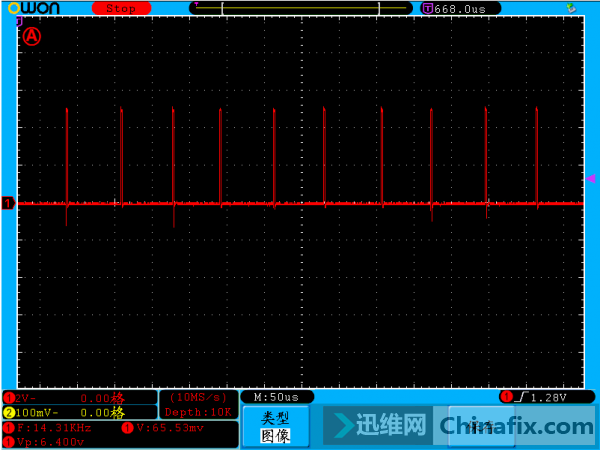 OWON Stop T 668.0us
A
1
1 2V- 0.00格 (10MS/s) M:50us 1 1.28V
2 100mV- 0.00格 Depth:10K
1 F:14.31KHz 1 V:65.53mv
1 Vp:6.400v
类型
图像
迅维网 Chinafix.com